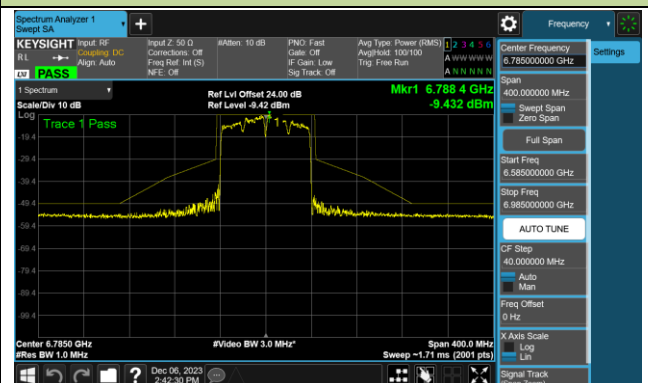 Spectrum Analyzer 1
Swept SA
Frequency
KEYSIGHT
RL
LXI
PASS
Input: RF
Coupling: DC
Align: Auto
Input Z: 50 Ω
Corrections: Off
Freq Ref: Int (S)
NFE: Off
#Atten: 10 dB
PNO: Fast
Gate: Off
IF Gain: Low
Sig Track: Off
Avg Type: Power (RMS)
Avg|Hold: 100/100
Trig: Free Run
1 2 3 4 5 6
A W W W W W
A N N N N N
Center Frequency
6.785000000 GHz
Settings
Span
400.000000 MHz
Swept Span
Zero Span
Full Span
Start Freq
6.585000000 GHz
Stop Freq
6.985000000 GHz
AUTO TUNE
CF Step
40.000000 MHz
Auto
Man
Freq Offset
0 Hz
X Axis Scale
Log
Lin
Signal Track
(Span Zoom)
1 Spectrum
Scale/Div 10 dB
Log
Ref Lvl Offset 24.00 dB
Ref Level -9.42 dBm
Mkr1 6.788 4 GHz
-9.432 dBm
Trace 1 Pass
1
-19.4
-29.4
-39.4
-49.4
-59.4
-69.4
-79.4
-89.4
-99.4
Center 6.7850 GHz
#Res BW 1.0 MHz
#Video BW 3.0 MHz*
Span 400.0 MHz
Sweep ~1.71 ms (2001 pts)
?
Dec 06, 2023
2:42:30 PM